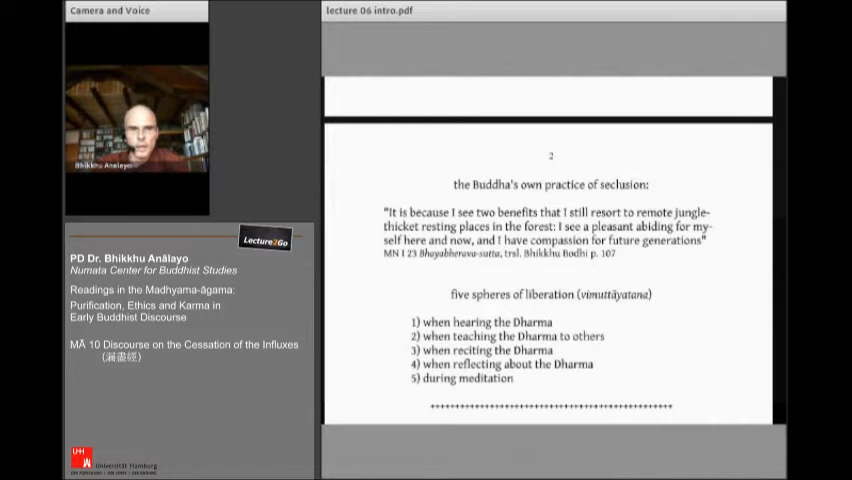 Camera and Voice
lecture 06 intro.pdf
Bhikkhu Analayo
Lecture2Go
PD Dr. Bhikkhu Anālayo
Numata Center for Buddhist Studies
Readings in the Madhyama-āgama:
Purification, Ethics and Karma in
Early Buddhist Discourse
MĀ 10 Discourse on the Cessation of the Influxes
(漏盡經)
UH
Universität Hamburg
2
the Buddha's own practice of seclusion:
"It is because I see two benefits that I still resort to remote jungle-
thicket resting places in the forest: I see a pleasant abiding for my-
self here and now, and I have compassion for future generations"
MN I 23 Bhayabherava-sutta, trsl. Bhikkhu Bodhi p. 107
five spheres of liberation (vimuttāyatana)
1) when hearing the Dharma
2) when teaching the Dharma to others
3) when reciting the Dharma
4) when reflecting about the Dharma
5) during meditation
++++++++++++++++++++++++++++++++++++++++++++++++